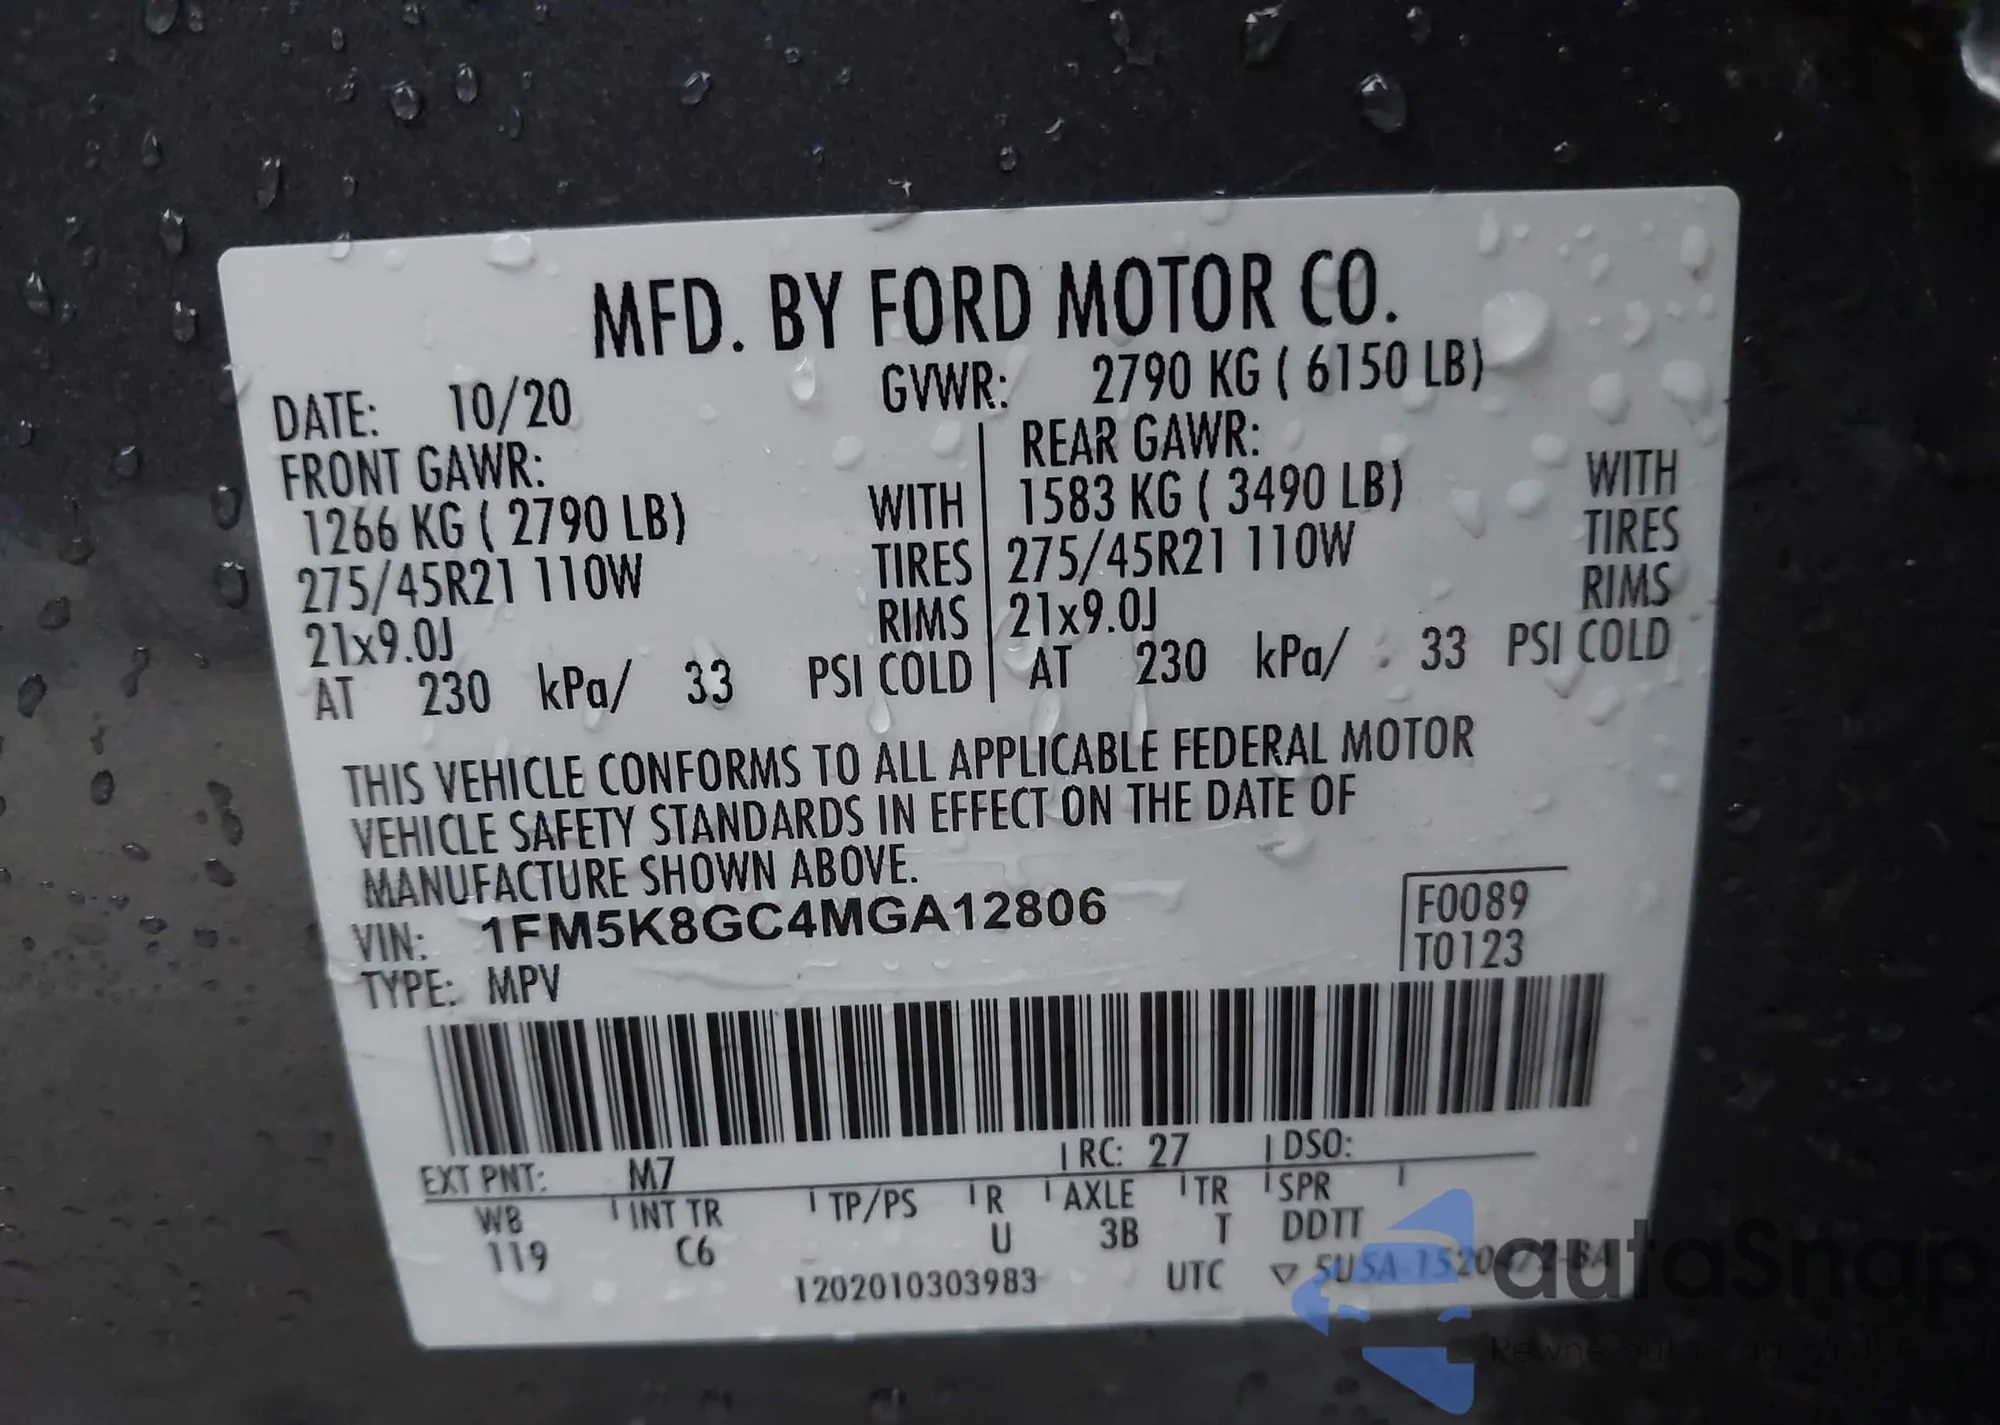 MFD. BY FORD MOTOR CO.
DATE: 10/20 GVWR: 2790 KG ( 6150 LB)
FRONT GAWR: REAR GAWR:
1266 KG ( 2790 LB) WITH 1583 KG ( 3490 LB) WITH
275/45R21 110W TIRES 275/45R21 110W TIRES
21x9.0J RIMS 21x9.0J RIMS
AT 230 kPa/ 33 PSI COLD AT 230 kPa/ 33 PSI COLD
THIS VEHICLE CONFORMS TO ALL APPLICABLE FEDERAL MOTOR
VEHICLE SAFETY STANDARDS IN EFFECT ON THE DATE OF
MANUFACTURE SHOWN ABOVE.
VIN: 1FM5K8GC4MGA12806 F0089
TYPE: MPV T0123
EXT PNT: M7 RC: 27 DSO:
WB INT TR TP/PS R AXLE TR SPR
119 C6 U 3B T DDTT
1202010303983 UTC ▽ 5U5A-1520472-BA
autaSnap